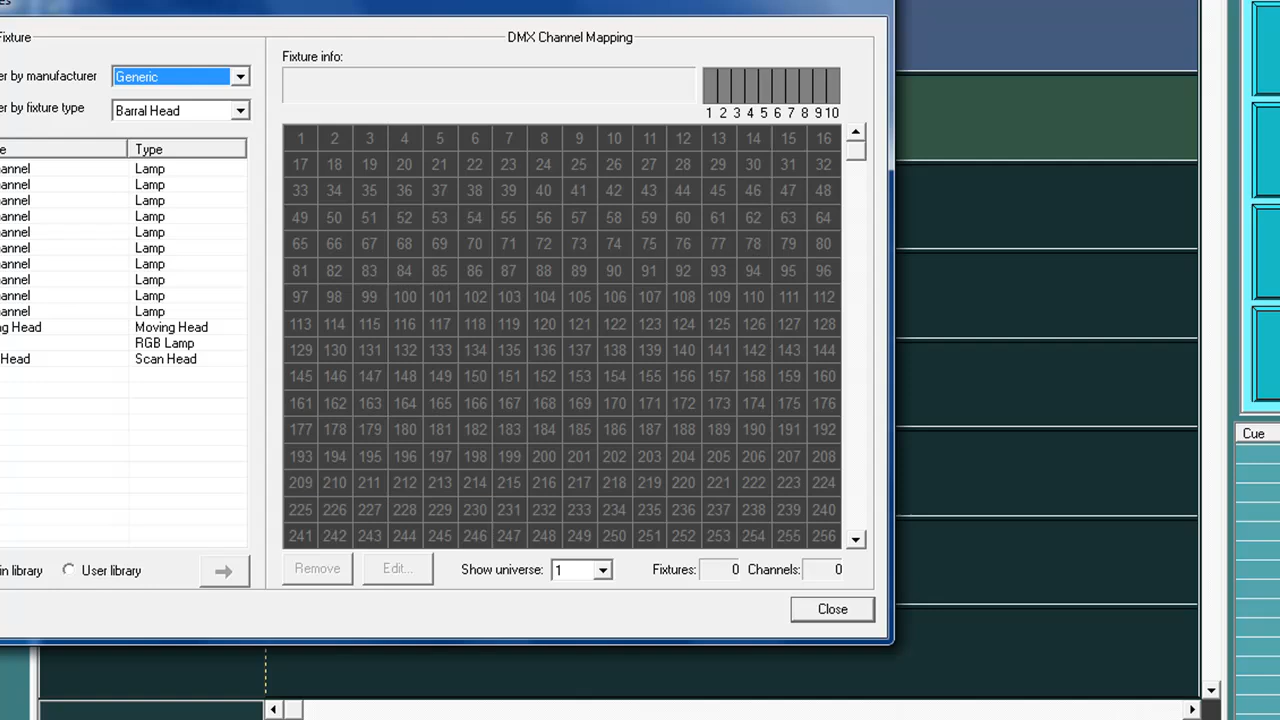 Fixture
DMX Channel Mapping
Fixture info:
er by manufacturer
Generic
er by fixture type
Barral Head
1 2 3 4 5 6 7 8 9 10
e Type
annel Lamp
annel Lamp
annel Lamp
annel Lamp
annel Lamp
annel Lamp
annel Lamp
annel Lamp
annel Lamp
annel Lamp
ng Head Moving Head
RGB Lamp
Head Scan Head
1 2 3 4 5 6 7 8 9 10 11 12 13 14 15 16
17 18 19 20 21 22 23 24 25 26 27 28 29 30 31 32
33 34 35 36 37 38 39 40 41 42 43 44 45 46 47 48
49 50 51 52 53 54 55 56 57 58 59 60 61 62 63 64
65 66 67 68 69 70 71 72 73 74 75 76 77 78 79 80
81 82 83 84 85 86 87 88 89 90 91 92 93 94 95 96
97 98 99 100 101 102 103 104 105 106 107 108 109 110 111 112
113 114 115 116 117 118 119 120 121 122 123 124 125 126 127 128
129 130 131 132 133 134 135 136 137 138 139 140 141 142 143 144
145 146 147 148 149 150 151 152 153 154 155 156 157 158 159 160
161 162 163 164 165 166 167 168 169 170 171 172 173 174 175 176
177 178 179 180 181 182 183 184 185 186 187 188 189 190 191 192
193 194 195 196 197 198 199 200 201 202 203 204 205 206 207 208
209 210 211 212 213 214 215 216 217 218 219 220 221 222 223 224
225 226 227 228 229 230 231 232 233 234 235 236 237 238 239 240
241 242 243 244 245 246 247 248 249 250 251 252 253 254 255 256
in library User library
Remove Edit... Show universe: 1 Fixtures: 0 Channels: 0
Close
Cue